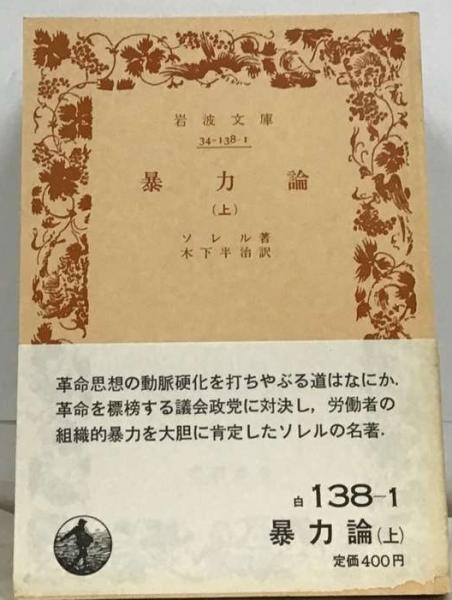 岩波文庫
34-138-1
暴力論
(上)
ソレル著
木下半治訳
革命思想の動脈硬化を打ちやぶる道はなにか.
革命を標榜する議会政党に対決し,労働者の
組織的暴力を大胆に肯定したソレルの名著.
白 138-1
暴力論(上)
定価400円